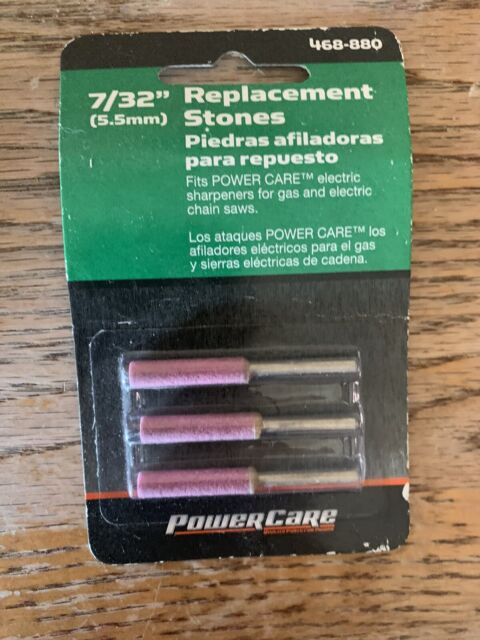 468-880
7/32” Replacement
(5.5mm) Stones
Piedras afiladoras
para repuesto
Fits POWER CARE™ electric
sharpeners for gas and electric
chain saws.
Los ataques POWER CARE™ los
afiladores eléctricos para el gas
y sierras eléctricas de cadena.
POWERCARE